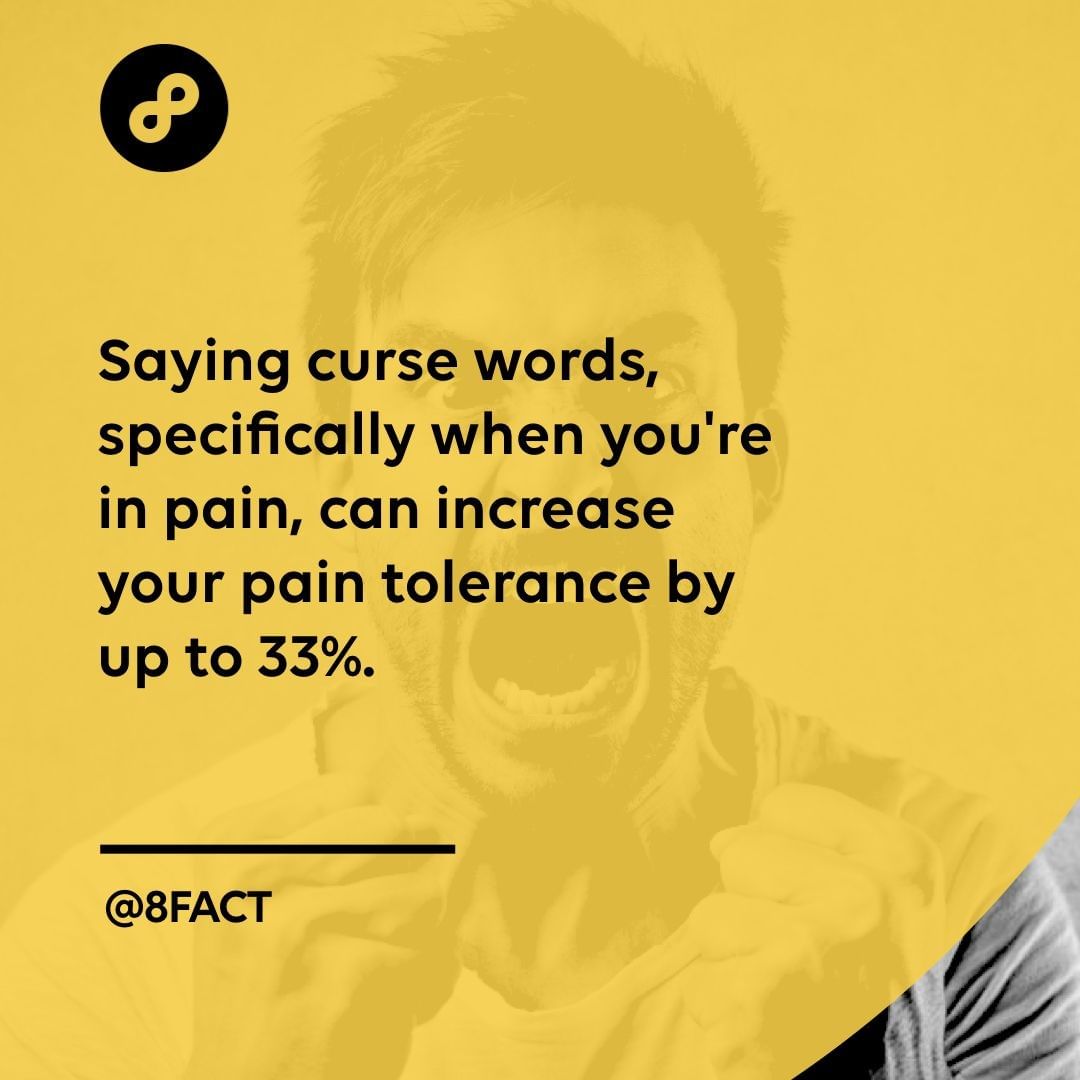 Saying curse words,
specifically when you're
in pain, can increase
your pain tolerance by
up to 33%.
@8FACT